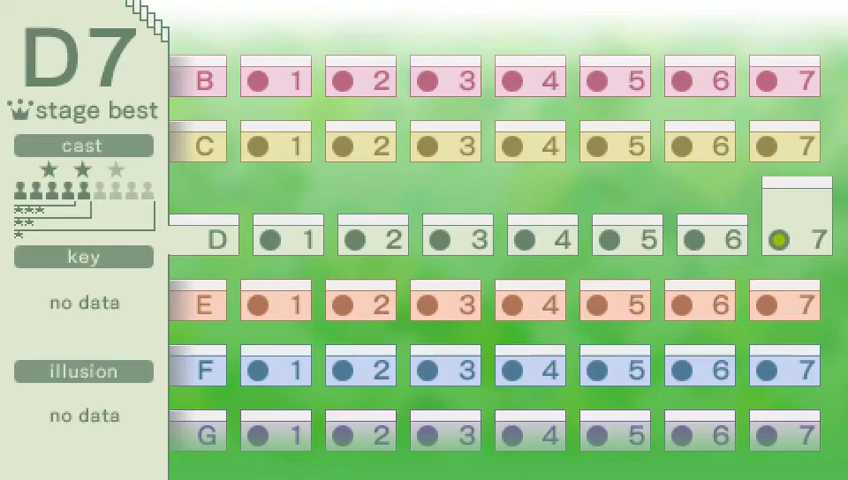 D7
stage best
cast
***
**
*
key
no data
illusion
no data
B 1 2 3 4 5 6 7
C 1 2 3 4 5 6 7
D 1 2 3 4 5 6 7
E 1 2 3 4 5 6 7
F 1 2 3 4 5 6 7
G 1 2 3 4 5 6 7